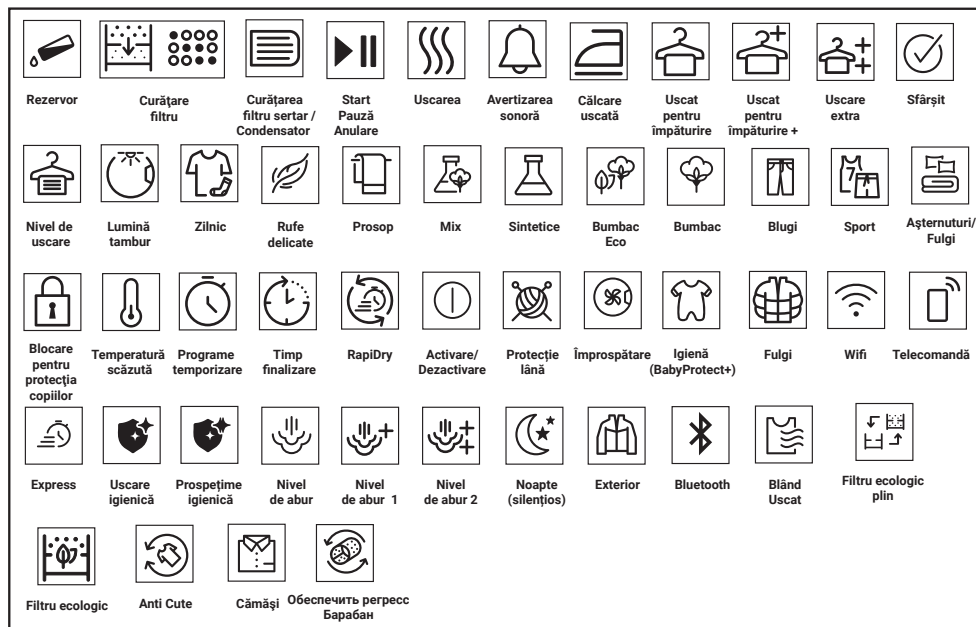 Rezervor
Curăţare
filtru
Curățarea
filtru sertar /
Condensator
Start
Pauză
Anulare
Uscarea
Avertizarea
sonoră
Călcare
uscată
Uscat
pentru
împăturire
Uscat
pentru
împăturire +
Uscare
extra
Sfârșit
Nivel de
uscare
Lumină
tambur
Zilnic
Rufe
delicate
Prosop
Mix
Sintetice
Bumbac
Eco
Bumbac
Blugi
Sport
Așternuturi/
Fulgi
Blocare
pentru
protecţia
copiilor
Temperatură
scăzută
Programe
temporizare
Timp
finalizare
RapiDry
Activare/
Dezactivare
Protecție
lână
Împrospătare
Igienă
(BabyProtect+)
Fulgi
Wifi
Telecomandă
Express
Uscare
igienică
Prospețime
igienică
Nivel
de abur
Nivel
de abur 1
Nivel
de abur 2
Noapte
(silențios)
Exterior
Bluetooth
Blând
Uscat
Filtru ecologic
plin
Filtru ecologic
Anti Cute
Cămăşi
Обеспечить регресс
Барабан